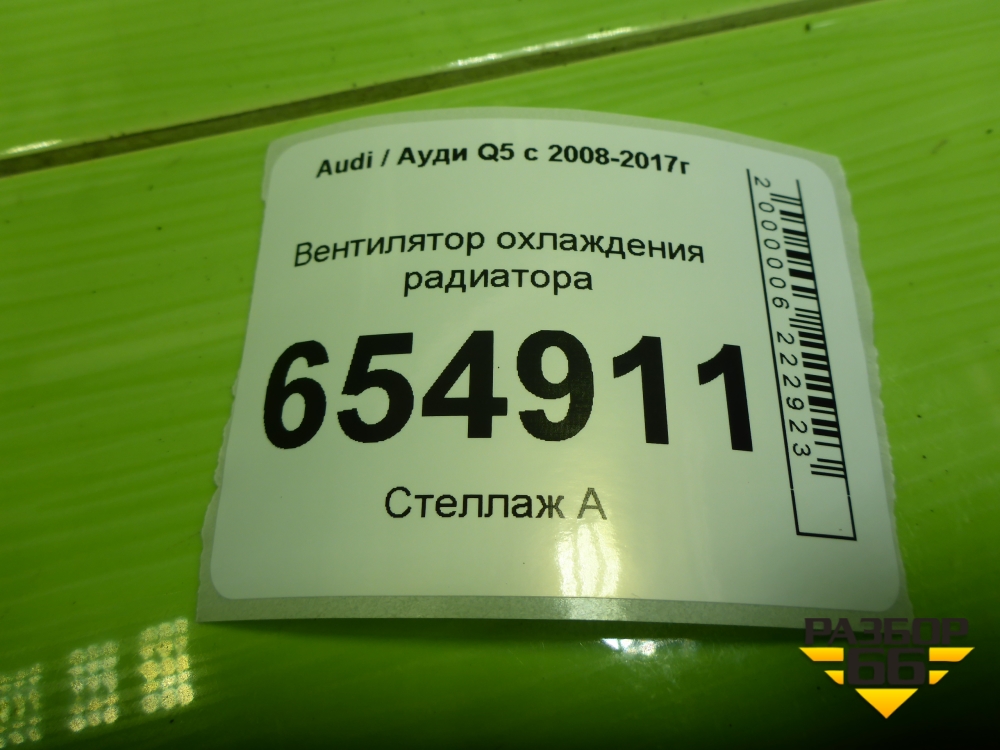 Audi / Ауди Q5 с 2008-2017г
Вентилятор охлаждения
радиатора
654911
Стеллаж А
2000006222923
РАЗБОР
66